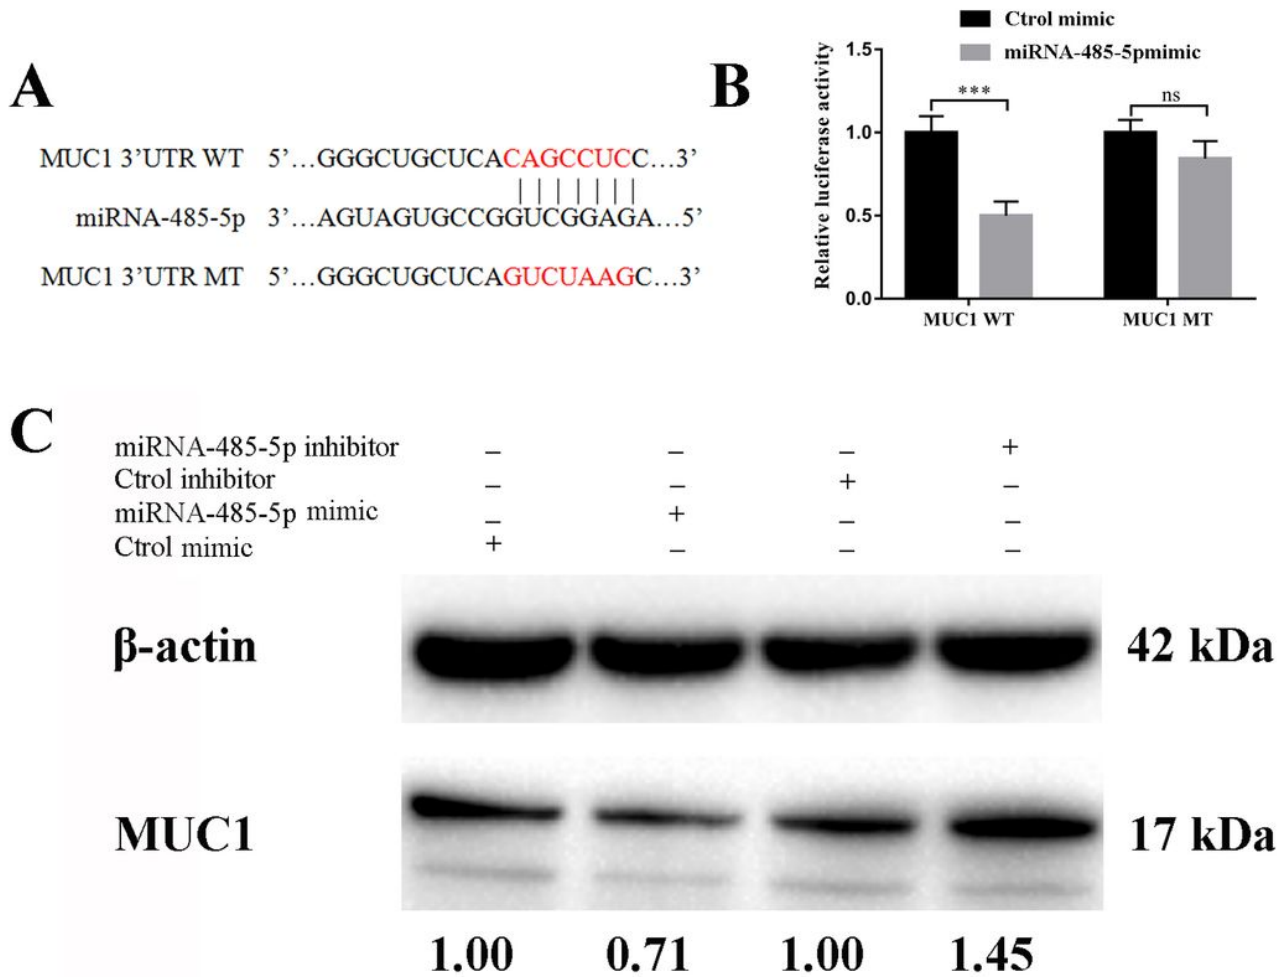 A
MUC1 3’UTR WT 5’...GGGCUGCUCACAGCCUCC...3’
miRNA-485-5p 3’...AGUAGUGCCGGUCGGAGA...5’
MUC1 3’UTR MT 5’...GGGCUGCUCAGUCUAAGC...3’
B
Ctrol mimic
miRNA-485-5pmimic
Relative luciferase activity
1.5
1.0
0.5
0.0
***
ns
MUC1 WT
MUC1 MT
C
miRNA-485-5p inhibitor – – – +
Ctrol inhibitor – – + –
miRNA-485-5p mimic – + – –
Ctrol mimic + – – –
β-actin 42 kDa
MUC1 17 kDa
1.00 0.71 1.00 1.45